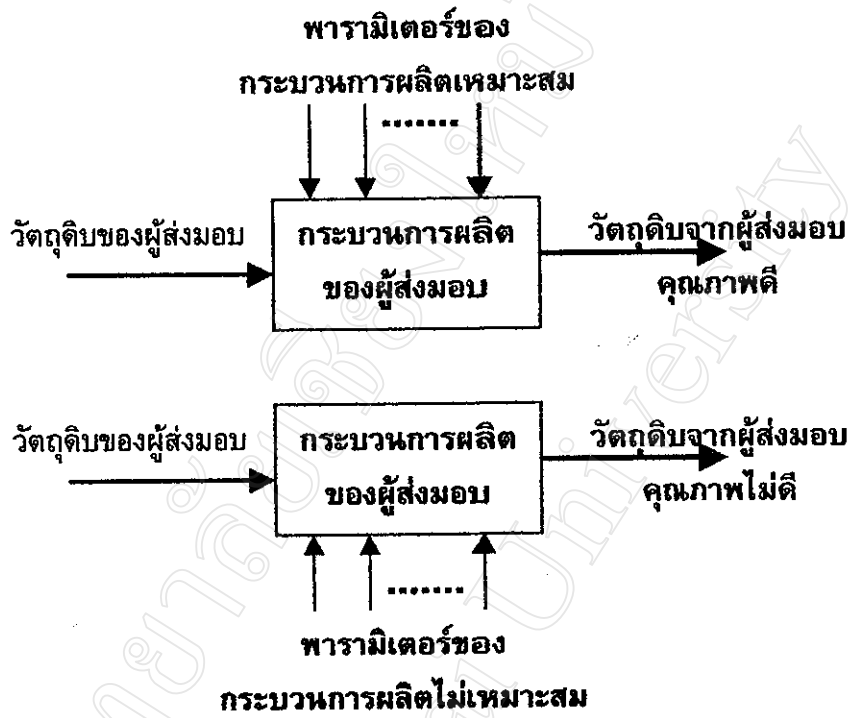 พารามิเตอร์ของ
กระบวนการผลิตเหมาะสม
วัตถุดิบของผู้ส่งมอบ
กระบวนการผลิต
ของผู้ส่งมอบ
วัตถุดิบจากผู้ส่งมอบ
คุณภาพดี
วัตถุดิบของผู้ส่งมอบ
กระบวนการผลิต
ของผู้ส่งมอบ
วัตถุดิบจากผู้ส่งมอบ
คุณภาพไม่ดี
พารามิเตอร์ของ
กระบวนการผลิตไม่เหมาะสม
University